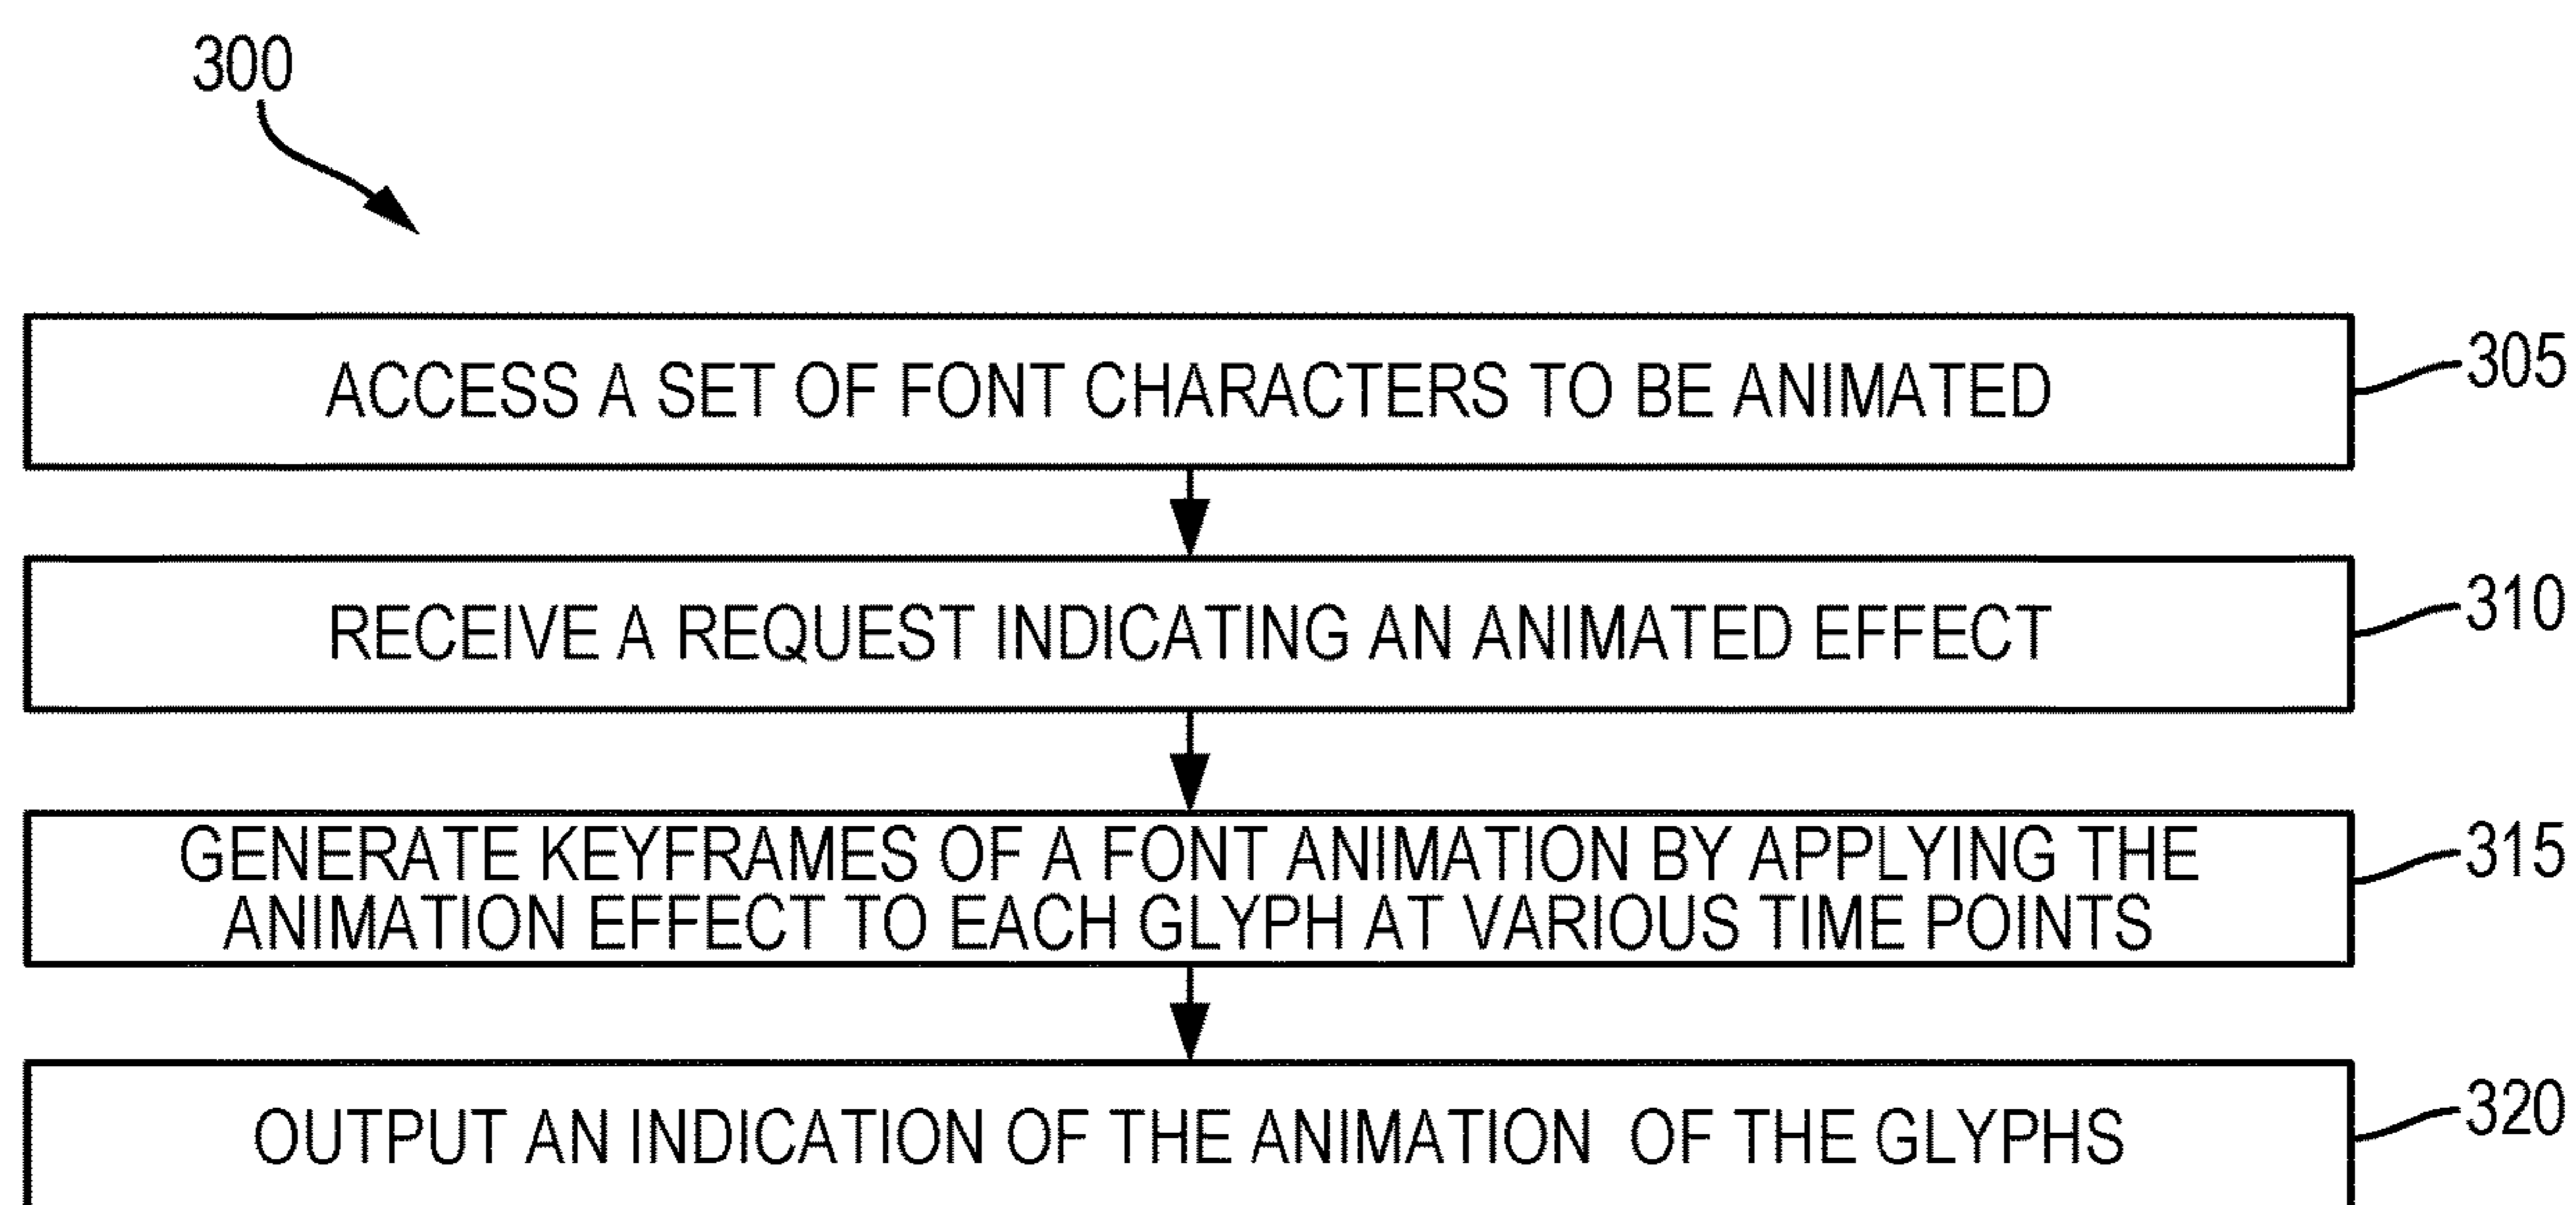 300
ACCESS A SET OF FONT CHARACTERS TO BE ANIMATED
305
RECEIVE A REQUEST INDICATING AN ANIMATED EFFECT
310
GENERATE KEYFRAMES OF A FONT ANIMATION BY APPLYING THE
ANIMATION EFFECT TO EACH GLYPH AT VARIOUS TIME POINTS
315
OUTPUT AN INDICATION OF THE ANIMATION OF THE GLYPHS
320